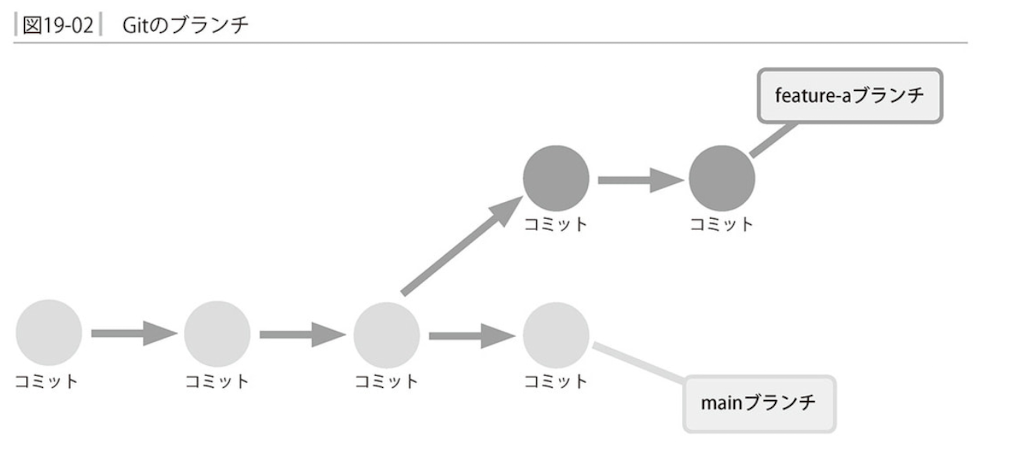 図19-02 Gitのブランチ
feature-aブランチ
コミット コミット
コミット コミット コミット コミット
mainブランチ